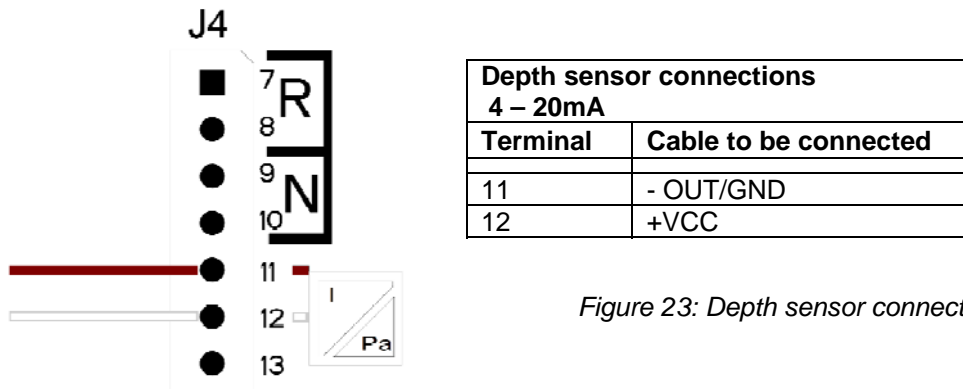 J4
7
R
8
9
N
10
11
I
12
Pa
13
Depth sensor connections
4 – 20mA
Terminal Cable to be connected
11 - OUT/GND
12 +VCC
Figure 23: Depth sensor connect